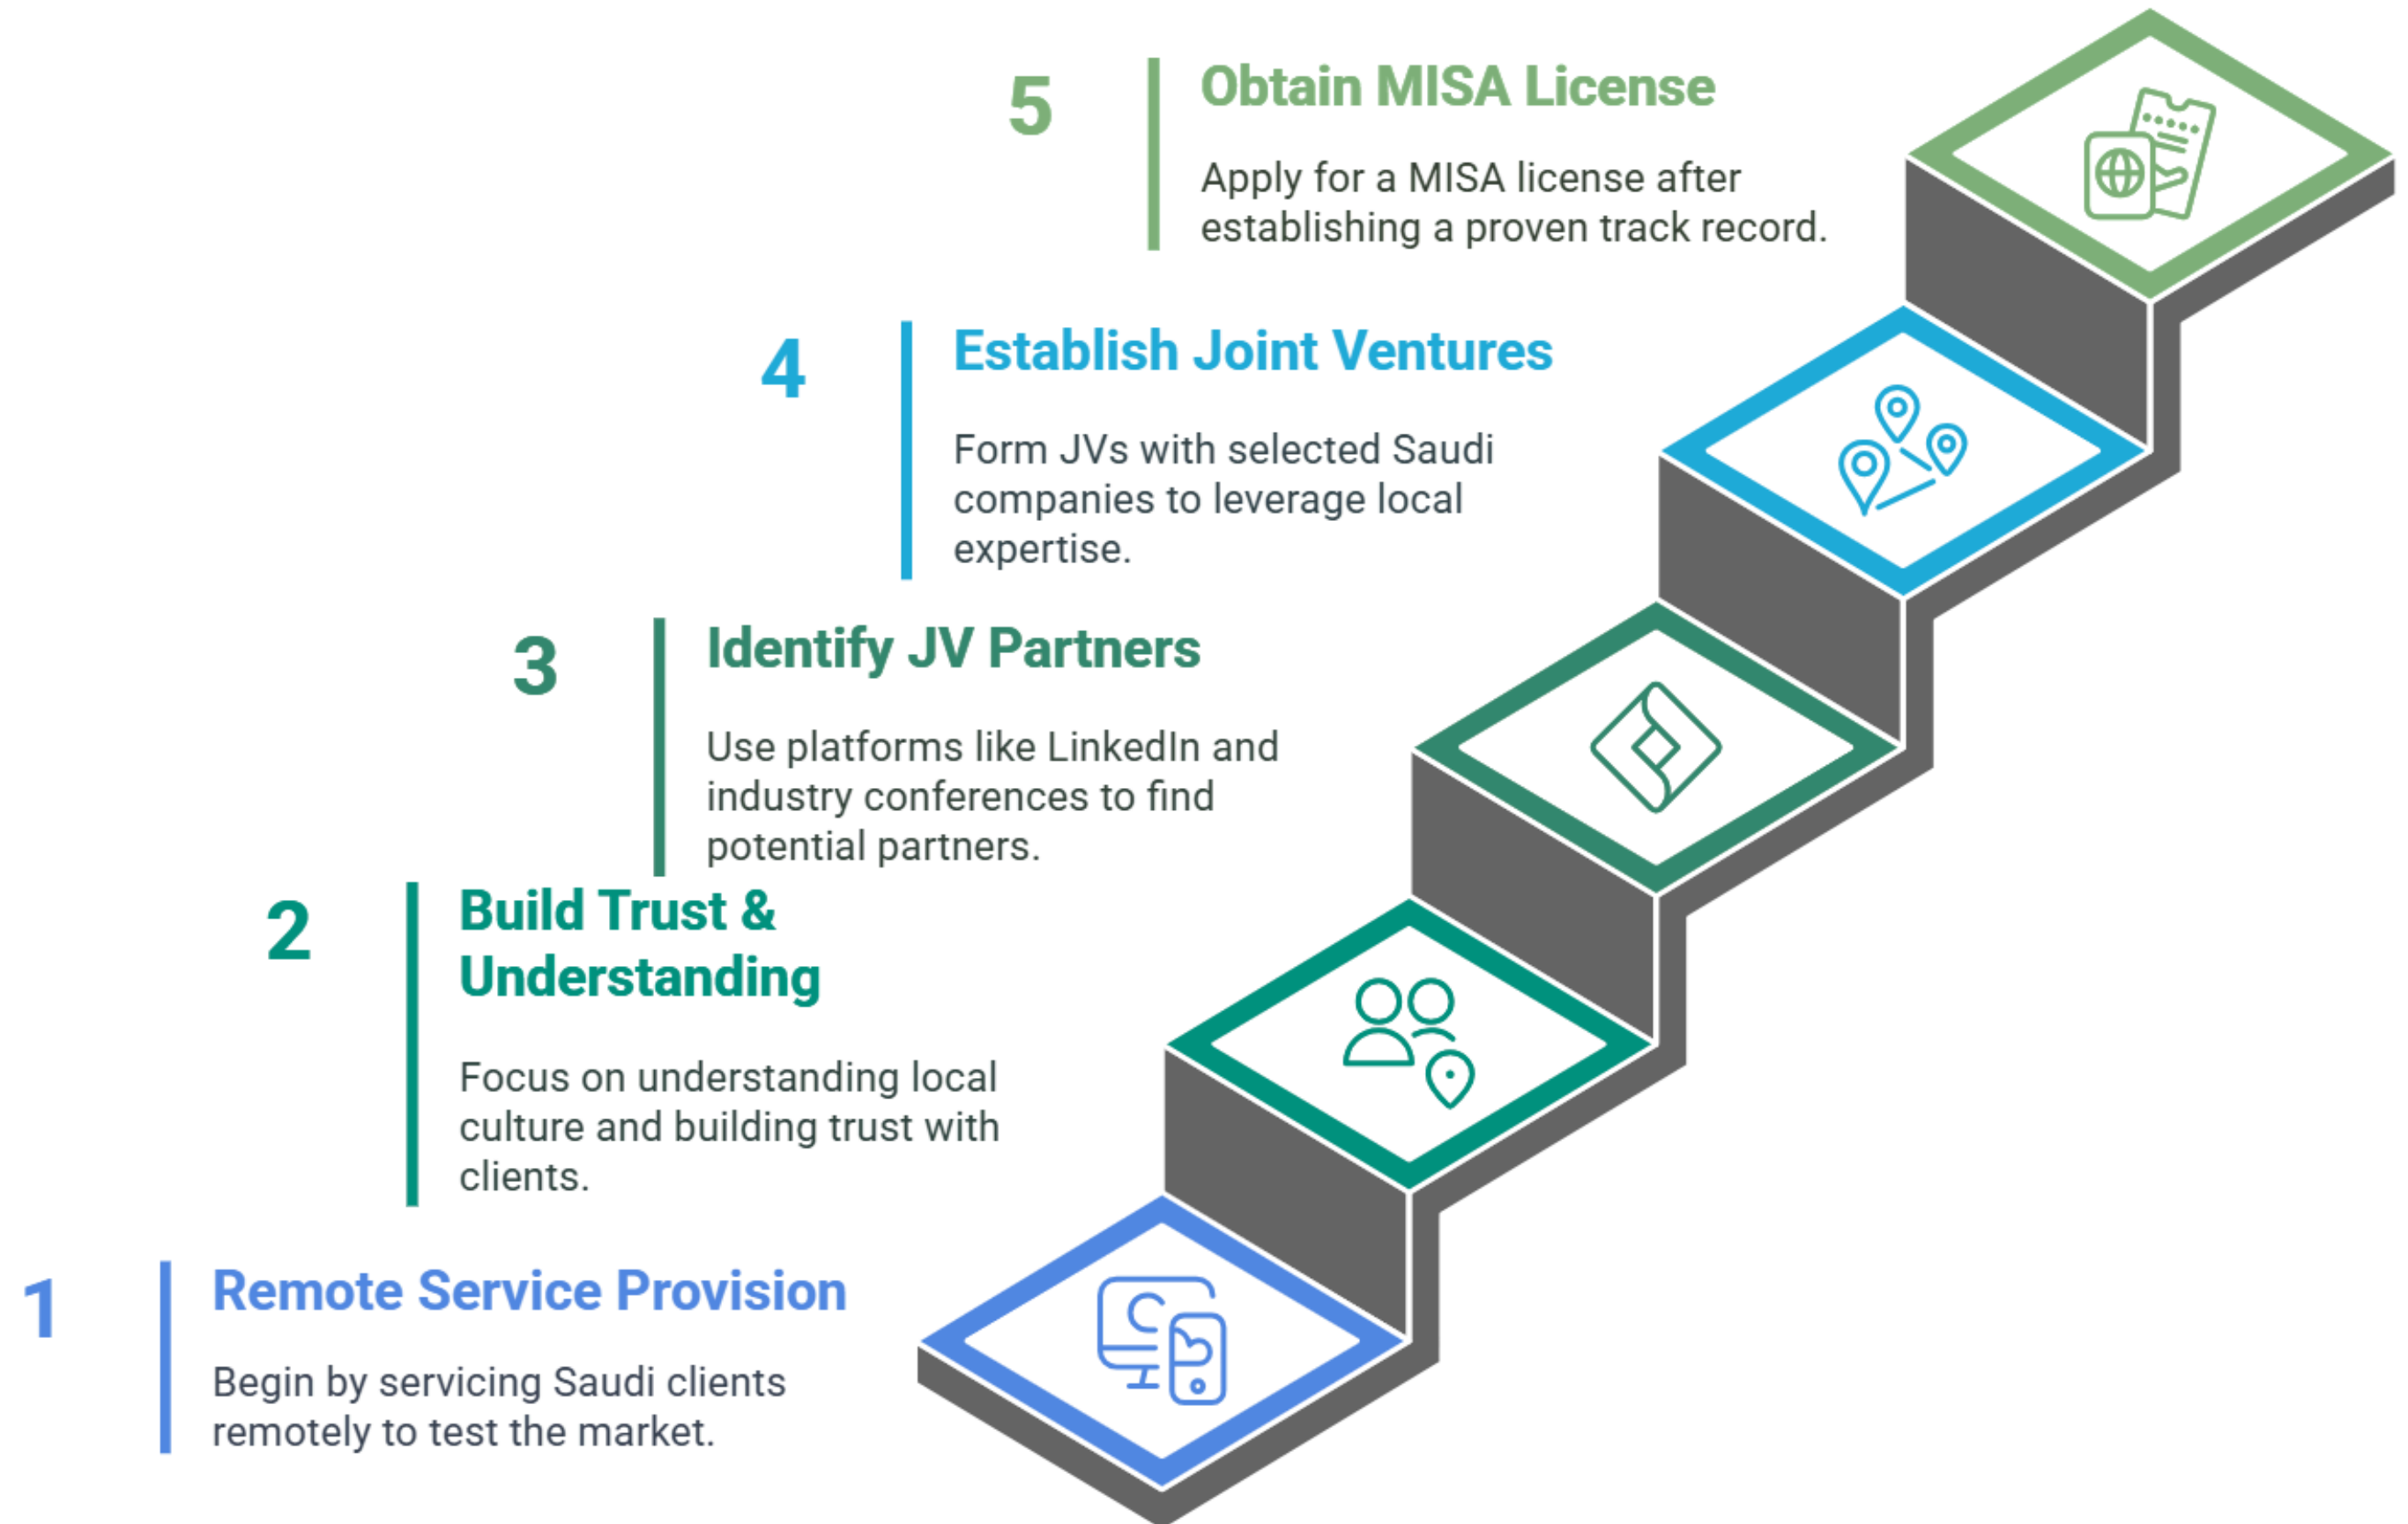 5
Obtain MISA License
Apply for a MISA license after
establishing a proven track record.
4
Establish Joint Ventures
Form JVs with selected Saudi
companies to leverage local
expertise.
3
Identify JV Partners
Use platforms like LinkedIn and
industry conferences to find
potential partners.
2
Build Trust &
Understanding
Focus on understanding local
culture and building trust with
clients.
1
Remote Service Provision
Begin by servicing Saudi clients
remotely to test the market.